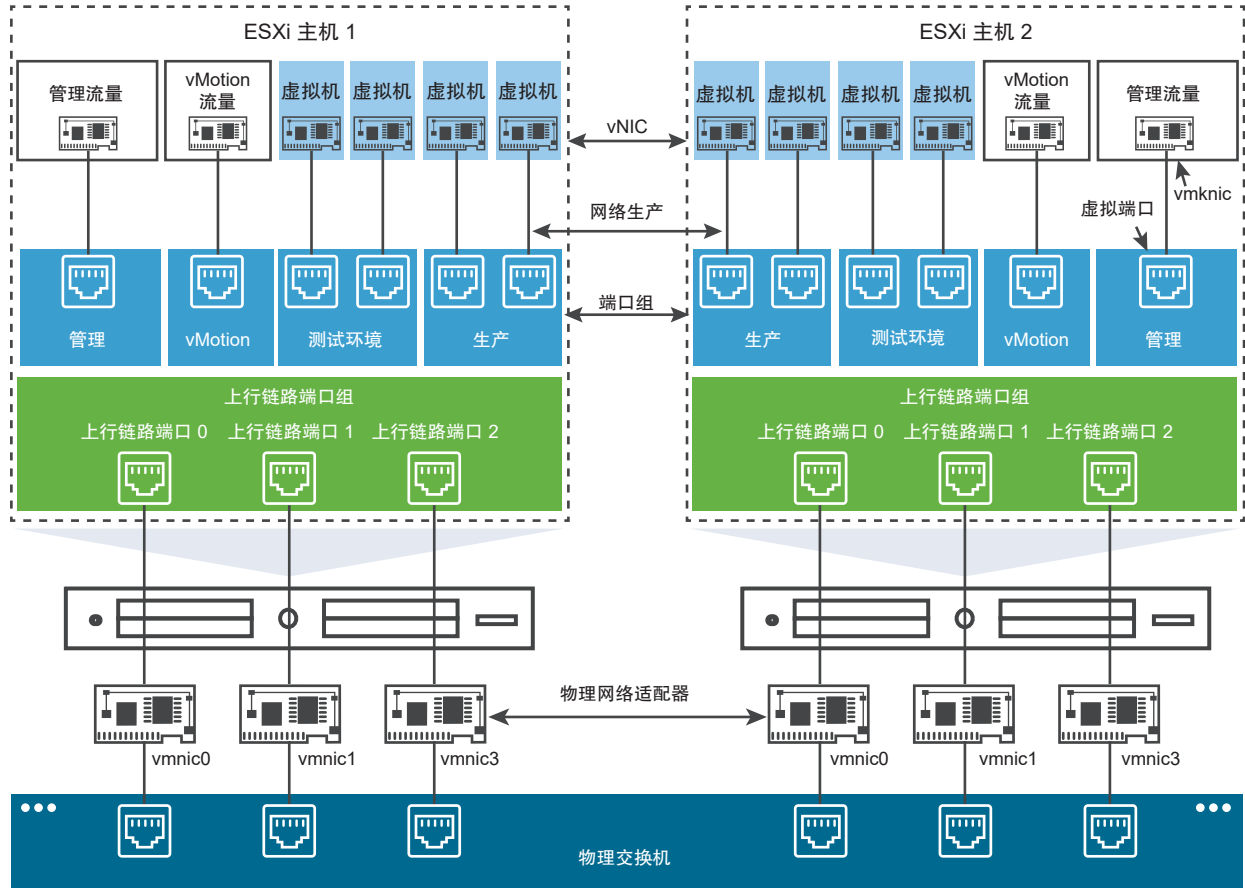 ESXi 主机 1
ESXi 主机 2
管理流量
vMotion
流量
虚拟机
虚拟机
虚拟机
虚拟机
vNIC
虚拟机
虚拟机
虚拟机
虚拟机
vMotion
流量
管理流量
vmknic
网络生产
虚拟端口
管理
vMotion
测试环境
生产
端口组
生产
测试环境
vMotion
管理
上行链路端口组
上行链路端口 0
上行链路端口 1
上行链路端口 2
上行链路端口组
上行链路端口 0
上行链路端口 1
上行链路端口 2
物理网络适配器
vmnic0
vmnic1
vmnic3
vmnic0
vmnic1
vmnic3
物理交换机